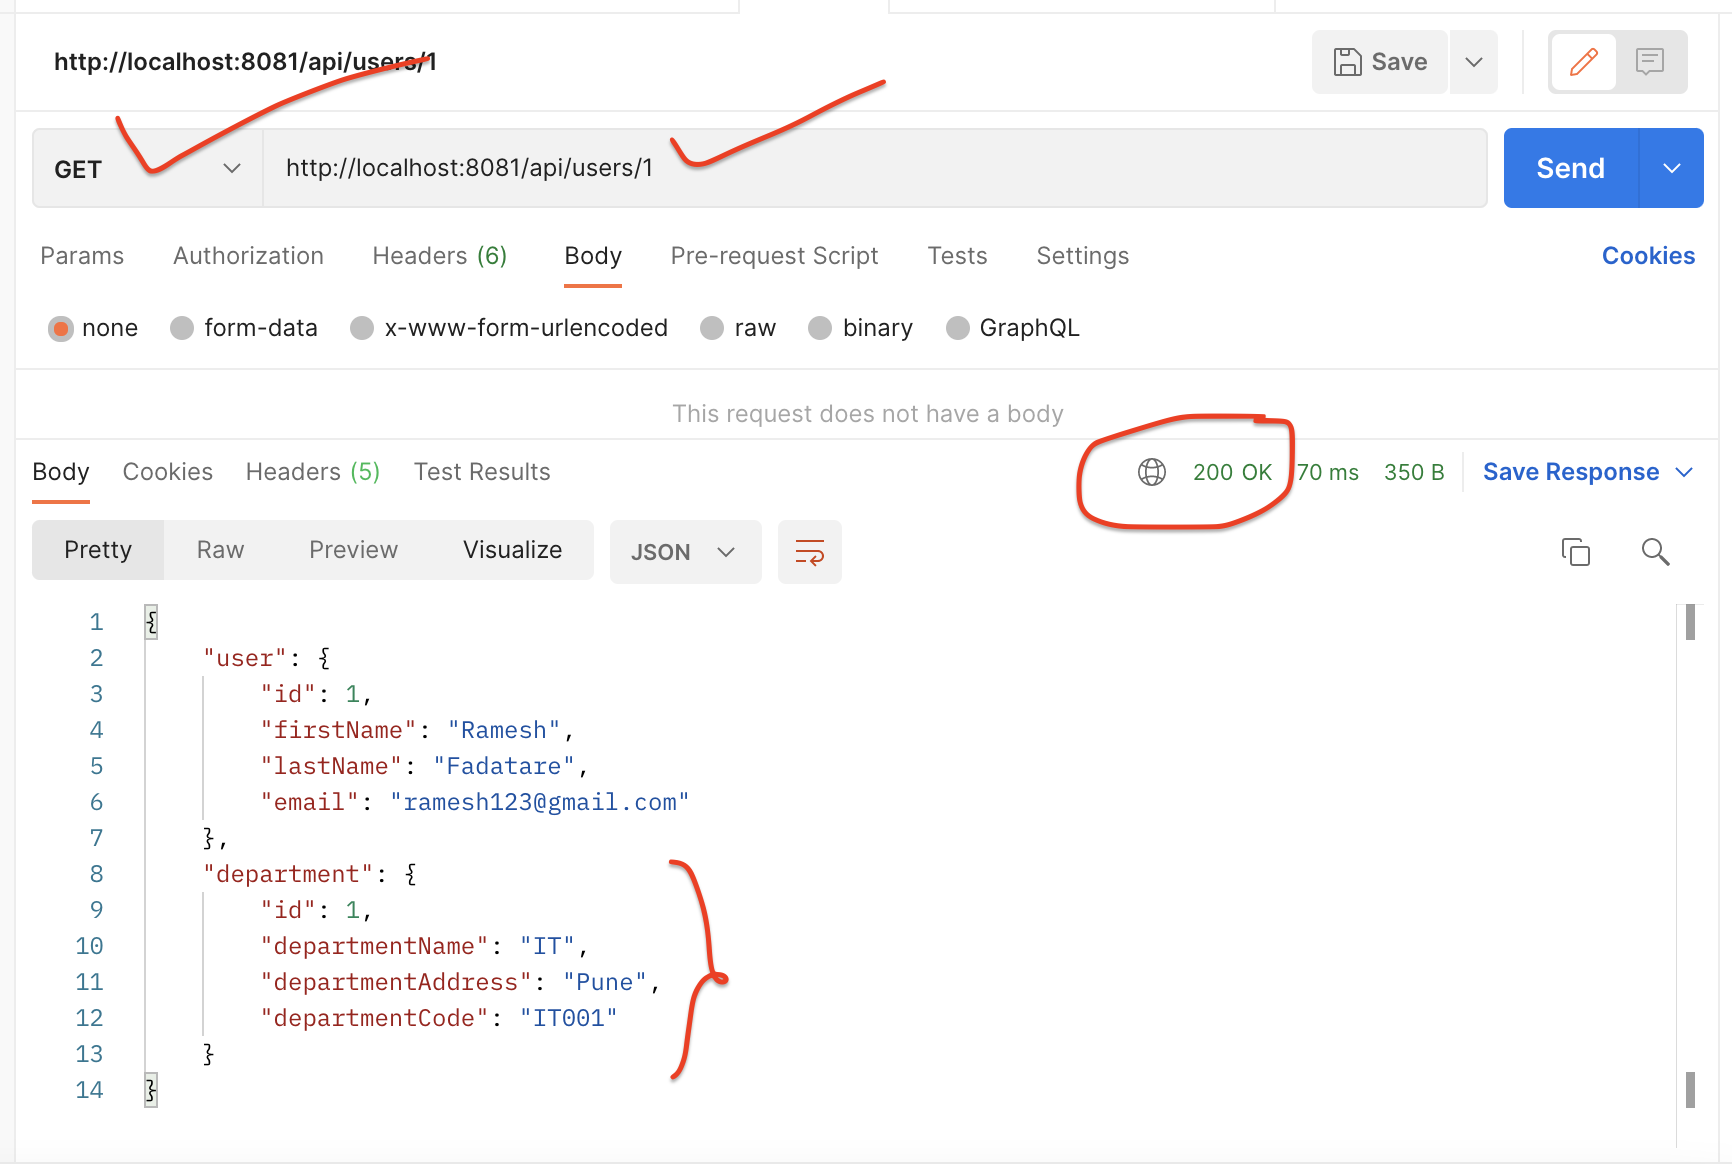 http://localhost:8081/api/users/1
Save
GET
http://localhost:8081/api/users/1
Send
Params Authorization Headers (6) Body Pre-request Script Tests Settings Cookies
none form-data x-www-form-urlencoded raw binary GraphQL
This request does not have a body
Body Cookies Headers (5) Test Results 200 OK 70 ms 350 B Save Response
Pretty Raw Preview Visualize JSON
1 {
2 "user": {
3 "id": 1,
4 "firstName": "Ramesh",
5 "lastName": "Fadatare",
6 "email": "ramesh123@gmail.com"
7 },
8 "department": {
9 "id": 1,
10 "departmentName": "IT",
11 "departmentAddress": "Pune",
12 "departmentCode": "IT001"
13 }
14 }